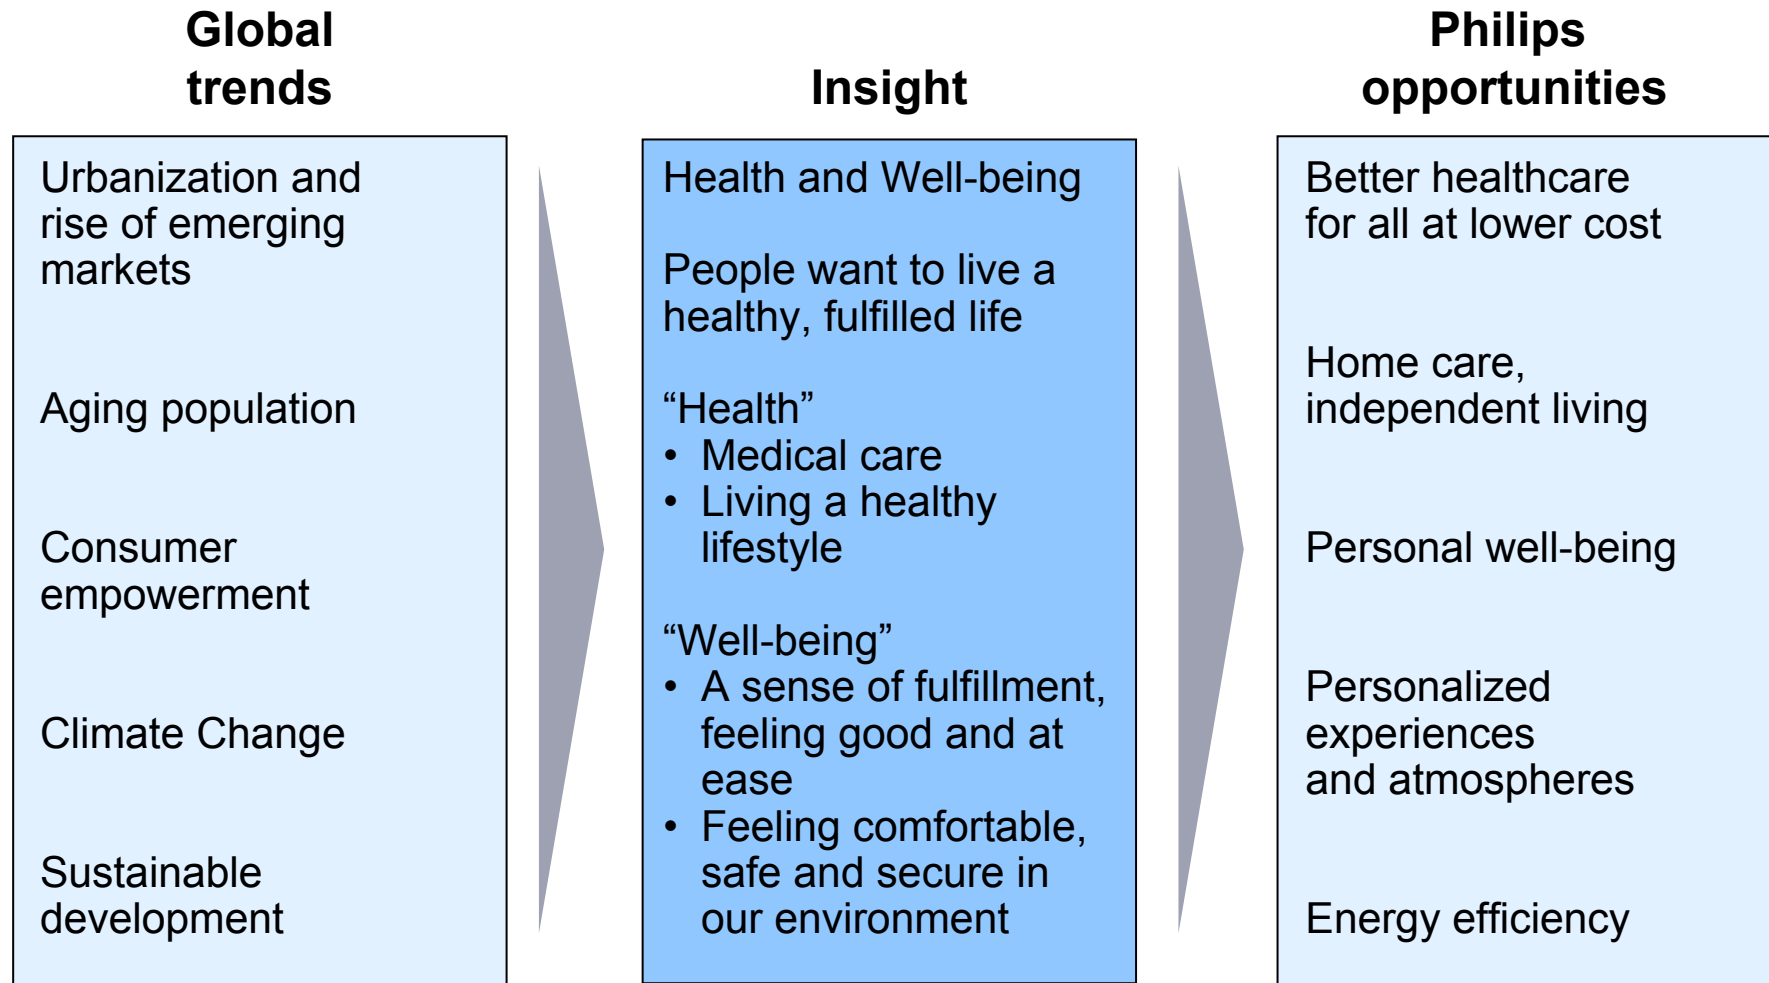 Global
trends
Urbanization and
rise of emerging
markets
Aging population
Consumer
empowerment
Climate Change
Sustainable
development
Insight
Health and Well-being
People want to live a
healthy, fulfilled life
“Health”
• Medical care
• Living a healthy
lifestyle
“Well-being”
• A sense of fulfillment,
feeling good and at
ease
• Feeling comfortable,
safe and secure in
our environment
Philips
opportunities
Better healthcare
for all at lower cost
Home care,
independent living
Personal well-being
Personalized
experiences
and atmospheres
Energy efficiency